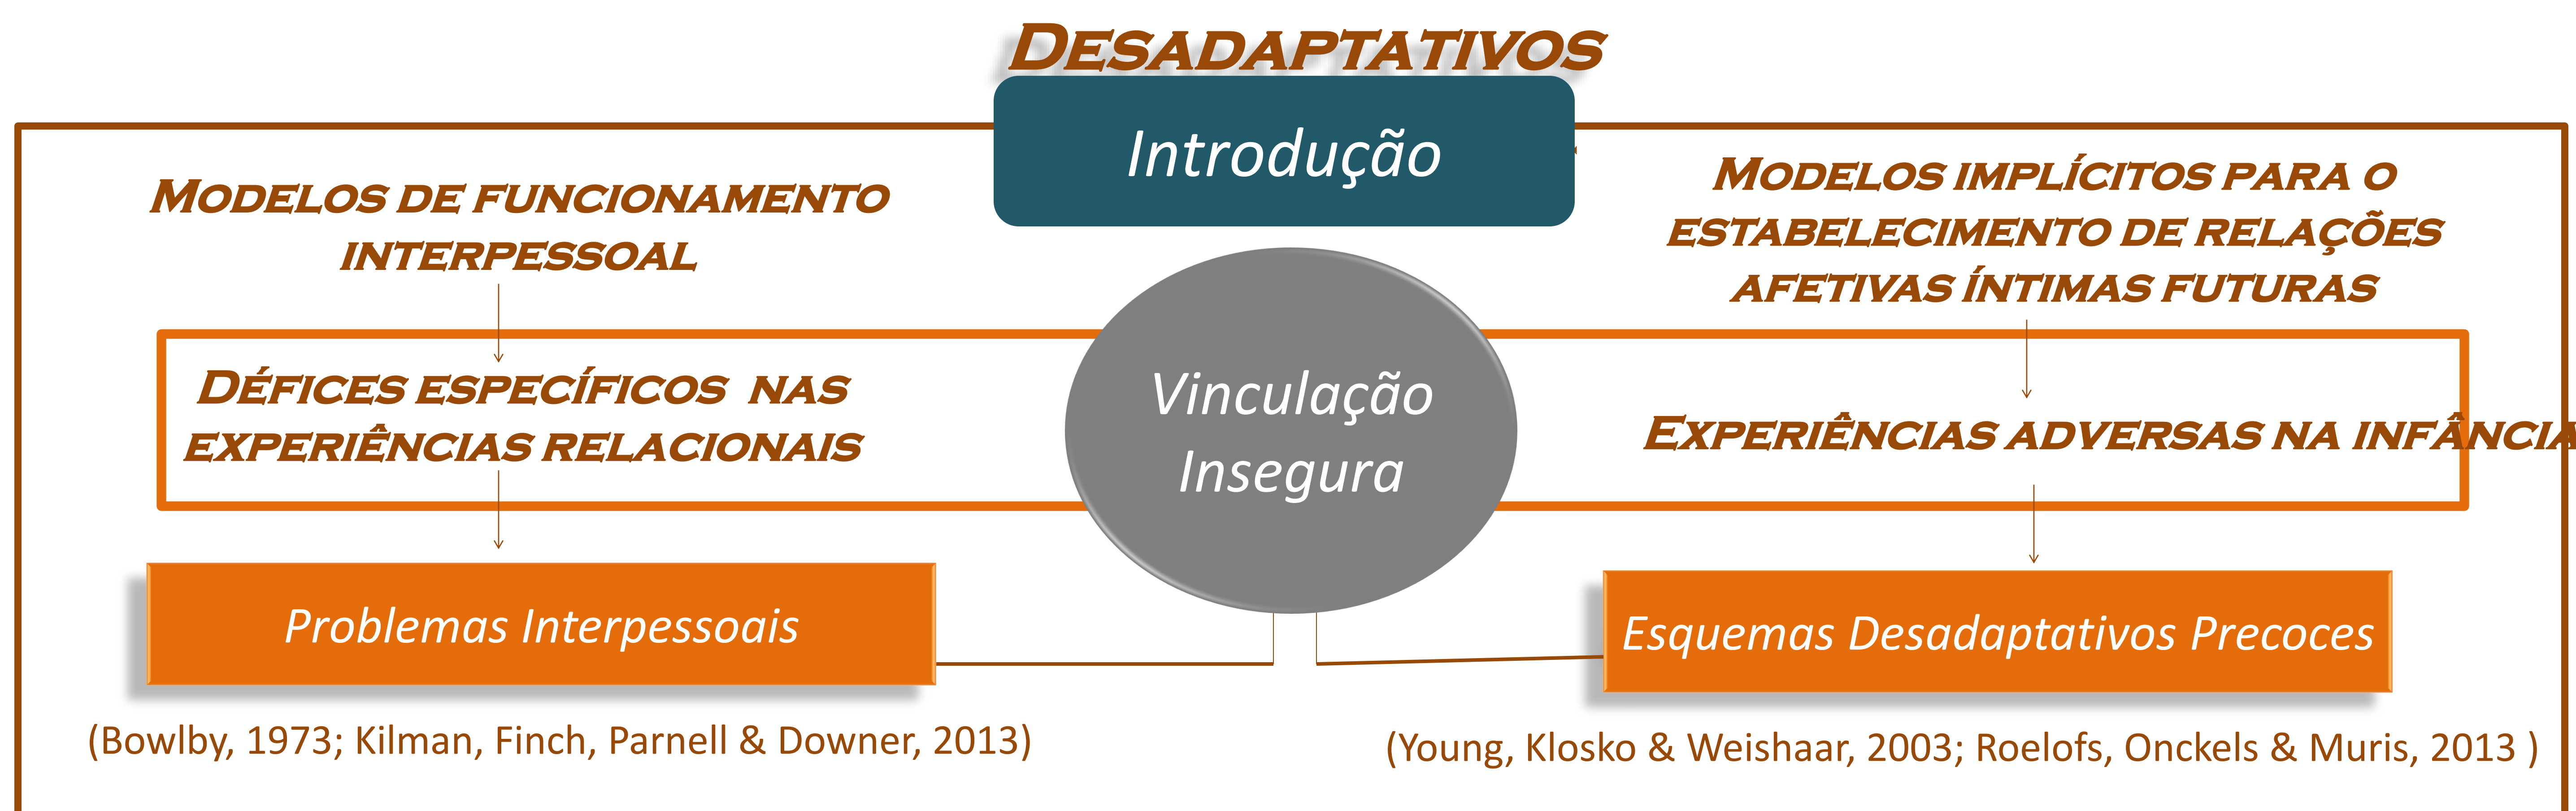 Desadaptativos
Introdução
Modelos de funcionamento
interpessoal
Défices específicos nas
experiências relacionais
Problemas Interpessoais
(Bowlby, 1973; Kilman, Finch, Parnell & Downer, 2013)
Vinculação
Insegura
Modelos implícitos para o
estabelecimento de relações
afetivas íntimas futuras
Experiências adversas na infância
Esquemas Desadaptativos Precoces
(Young, Klosko & Weishaar, 2003; Roelofs, Onckels & Muris, 2013 )